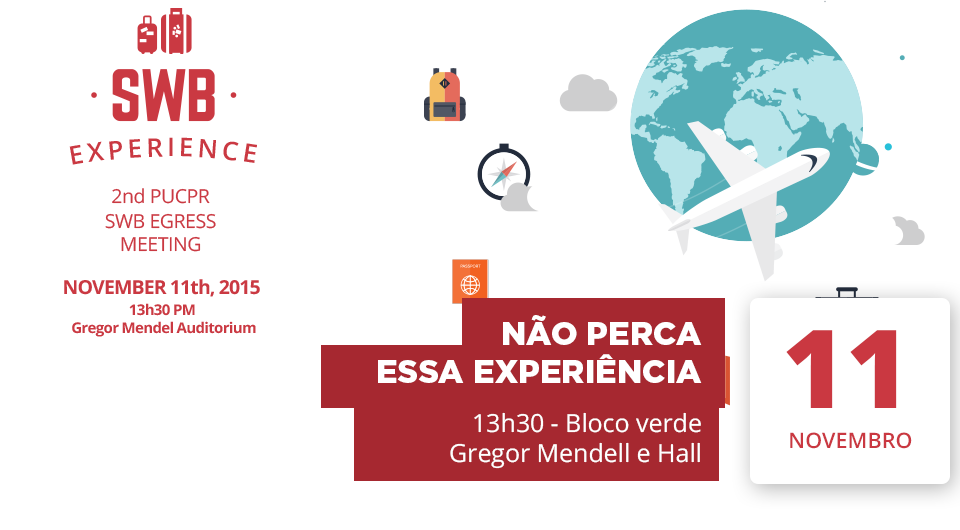 SWB
EXPERIENCE
2nd PUCPR
SWB EGRESS
MEETING
NOVEMBER 11th, 2015
13h30 PM
Gregor Mendel Auditorium
PASSPORT
NÃO PERCA
ESSA EXPERIÊNCIA
13h30 - Bloco verde
Gregor Mendell e Hall
11
NOVEMBRO